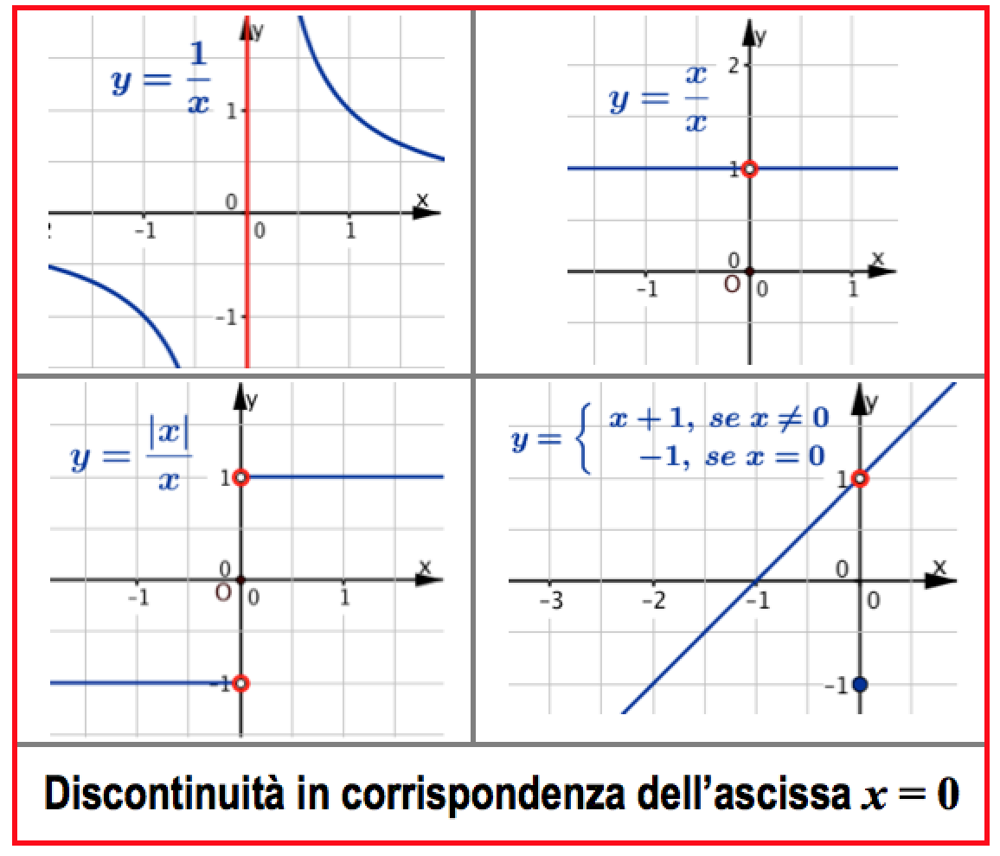 y
y = 1/x
1
0
x
-1
0
1
-1
y
2
y = x/x
1
0
x
-1
O
0
1
y
y = |x|/x
1
0
x
-1
O
0
1
-1
y
y = { x + 1, se x ≠ 0
-1, se x = 0
1
0
x
-3
-2
-1
0
-1
Discontinuità in corrispondenza dell’ascissa x = 0